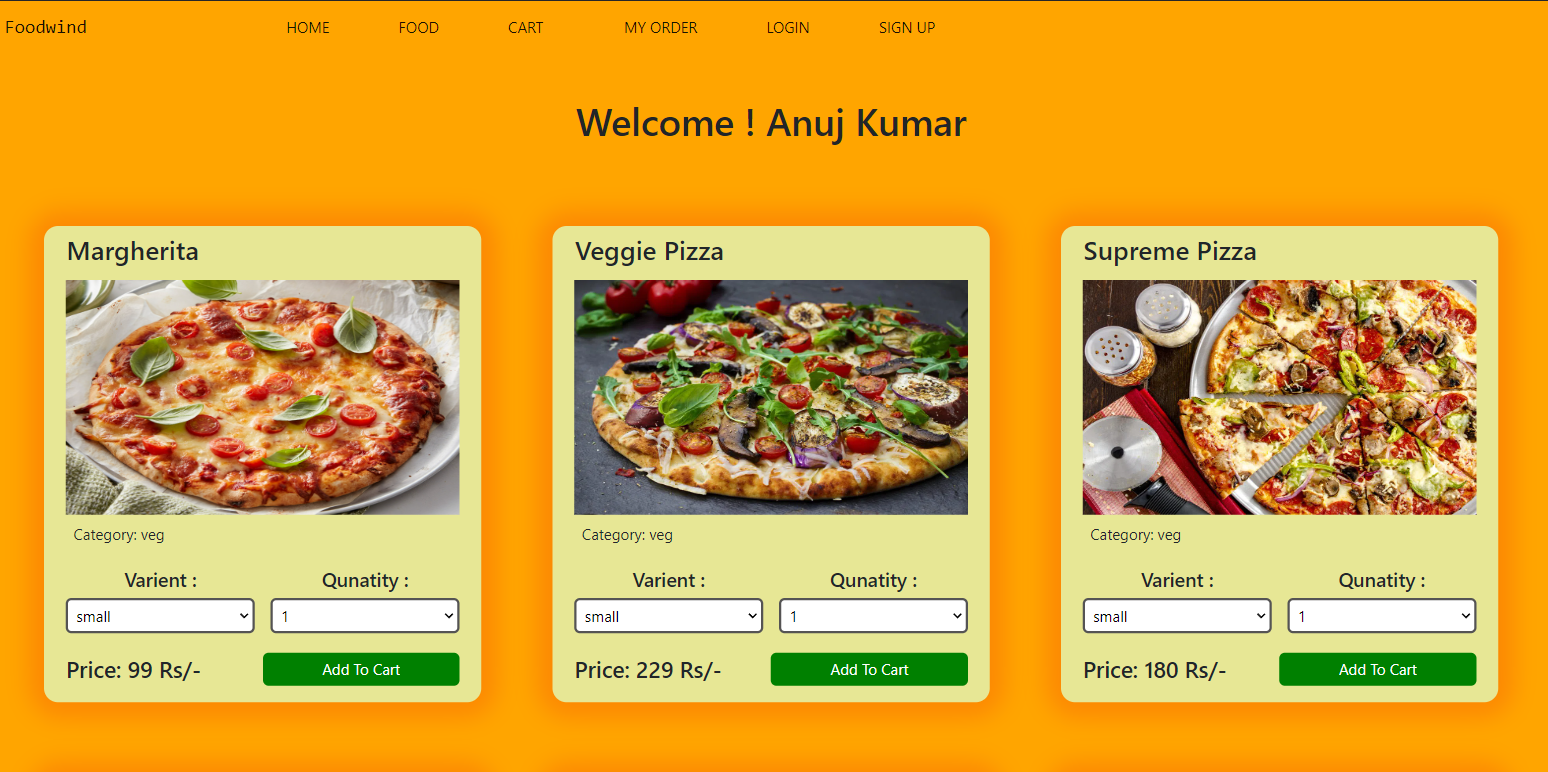 Foodwind HOME FOOD CART MY ORDER LOGIN SIGN UP
Welcome ! Anuj Kumar
Margherita
Category: veg
Varient : Qunatity :
small 1
Price: 99 Rs/- Add To Cart
Veggie Pizza
Category: veg
Varient : Qunatity :
small 1
Price: 229 Rs/- Add To Cart
Supreme Pizza
Category: veg
Varient : Qunatity :
small 1
Price: 180 Rs/- Add To Cart